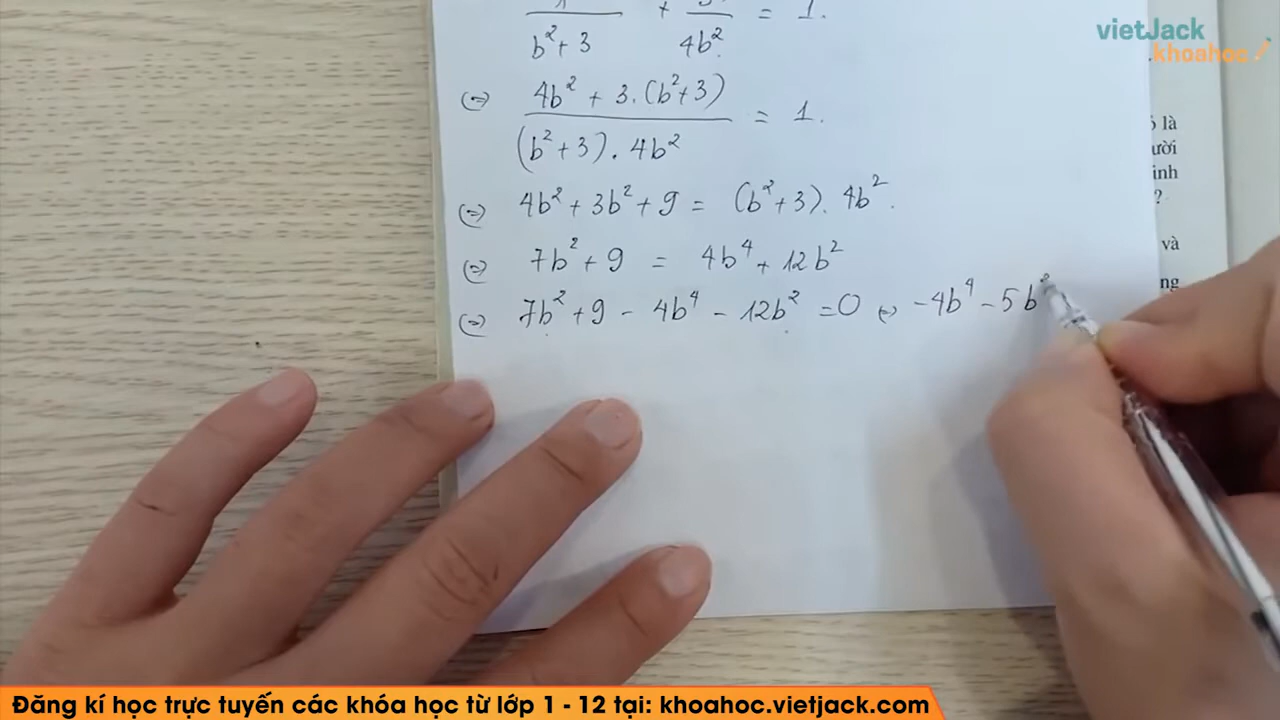 vietJack
khoahoc
b² + 3   4b²
+   = 1.
⇔ 4b² + 3.(b²+3)
= 1.
(b²+3). 4b²
⇔ 4b² + 3b² + 9 = (b²+3). 4b².
⇔ 7b² + 9 = 4b⁴ + 12b²
⇔ 7b² + 9 - 4b⁴ - 12b² = 0 ⇔ -4b⁴ - 5b²
là
?
và
Đăng kí học trực tuyến các khóa học từ lớp 1 - 12 tại: khoahoc.vietjack.com